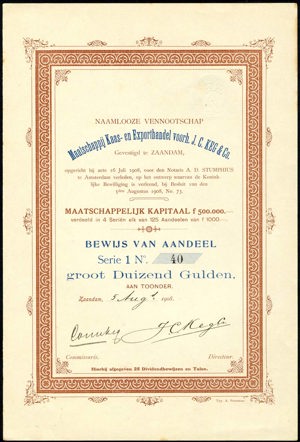 NAAMLOOZE VENNOOTSCHAP
Maatschappij Kaas- en Exporthandel voorh. J. C. KEG & Co.
Gevestigd te ZAANDAM,
opgericht bij acte 16 Juli 1908, voor den Notaris A. D. STUMPHIUS
te Amsterdam verleden, op het ontwerp waarvan de Konink-
lijke Bewilliging is verleend, bij Besluit van den
5den Augustus 1908, No. 73.
MAATSCHAPPELIJK KAPITAAL f 500.000.—
verdeeld in 4 Seriën elk van 125 Aandeelen van f 1000.—
BEWIJS VAN AANDEEL
Serie 1 No. 40
groot Duizend Gulden,
AAN TOONDER.
Zaandam, 5 Aug 1908.
Commissaris. Directeur.
Hierbij afgegeven 25 Dividendbewijzen en Talon.